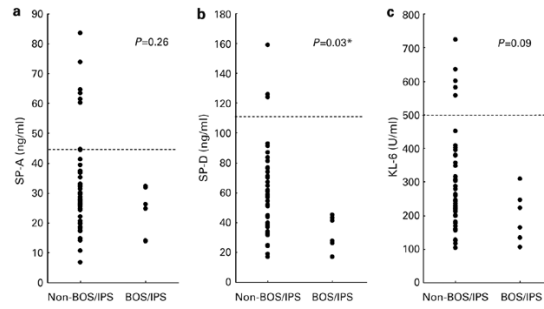 a
P=0.26
SP-A (ng/ml)
90
80
70
60
50
40
30
20
10
0
Non-BOS/IPS BOS/IPS
b
P=0.03*
SP-D (ng/ml)
180
160
140
120
100
80
60
40
20
0
Non-BOS/IPS BOS/IPS
c
P=0.09
KL-6 (U/ml)
800
700
600
500
400
300
200
100
0
Non-BOS/IPS BOS/IPS